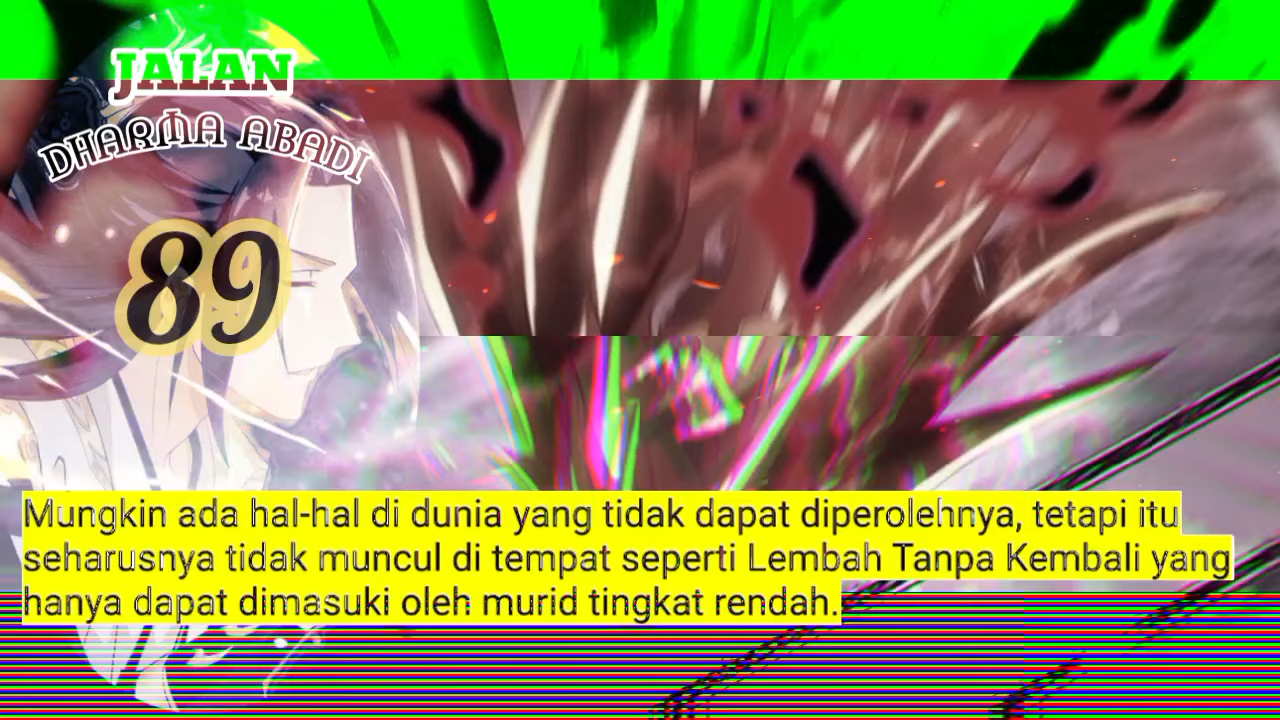 JALAN
DHARMA ABADI
89
Mungkin ada hal-hal di dunia yang tidak dapat diperolehnya, tetapi itu
seharusnya tidak muncul di tempat seperti Lembah Tanpa Kembali yang
hanya dapat dimasuki oleh murid tingkat rendah.